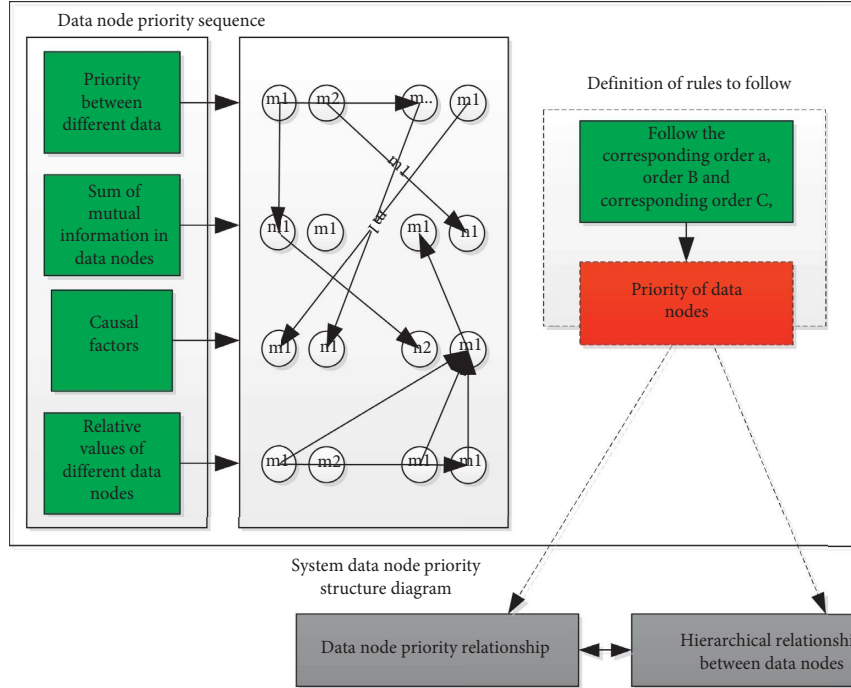 Data node priority sequence
Priority
between
different data
Sum of
mutual
information in
data nodes
Causal
factors
Relative
values of
different data
nodes
m1 m2 m.. m1
m1
m1 m1 m1 n1
m1 n1 n2 m1
m1 m2 m1 m1
Definition of rules to follow
Follow the
corresponding order a,
order B and
corresponding order C,
Priority of data
nodes
System data node priority
structure diagram
Data node priority relationship
Hierarchical relationship
between data nodes